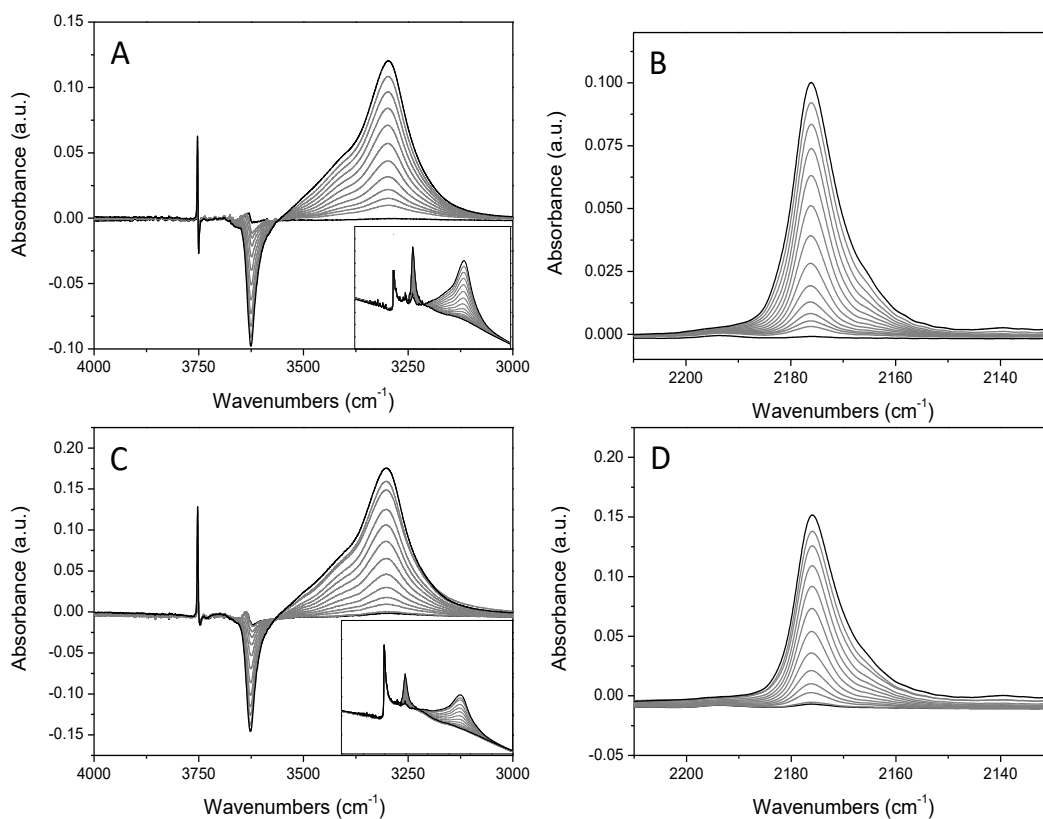 A
0.15
0.10
0.05
0.00
-0.05
-0.10
Absorbance (a.u.)
4000 3750 3500 3250 3000
Wavenumbers (cm⁻¹)
B
0.100
0.075
0.050
0.025
0.000
Absorbance (a.u.)
2200 2180 2160 2140
Wavenumbers (cm⁻¹)
C
0.20
0.15
0.10
0.05
0.00
-0.05
-0.10
-0.15
Absorbance (a.u.)
4000 3750 3500 3250 3000
Wavenumbers (cm⁻¹)
D
0.20
0.15
0.10
0.05
0.00
-0.05
Absorbance (a.u.)
2200 2180 2160 2140
Wavenumbers (cm⁻¹)